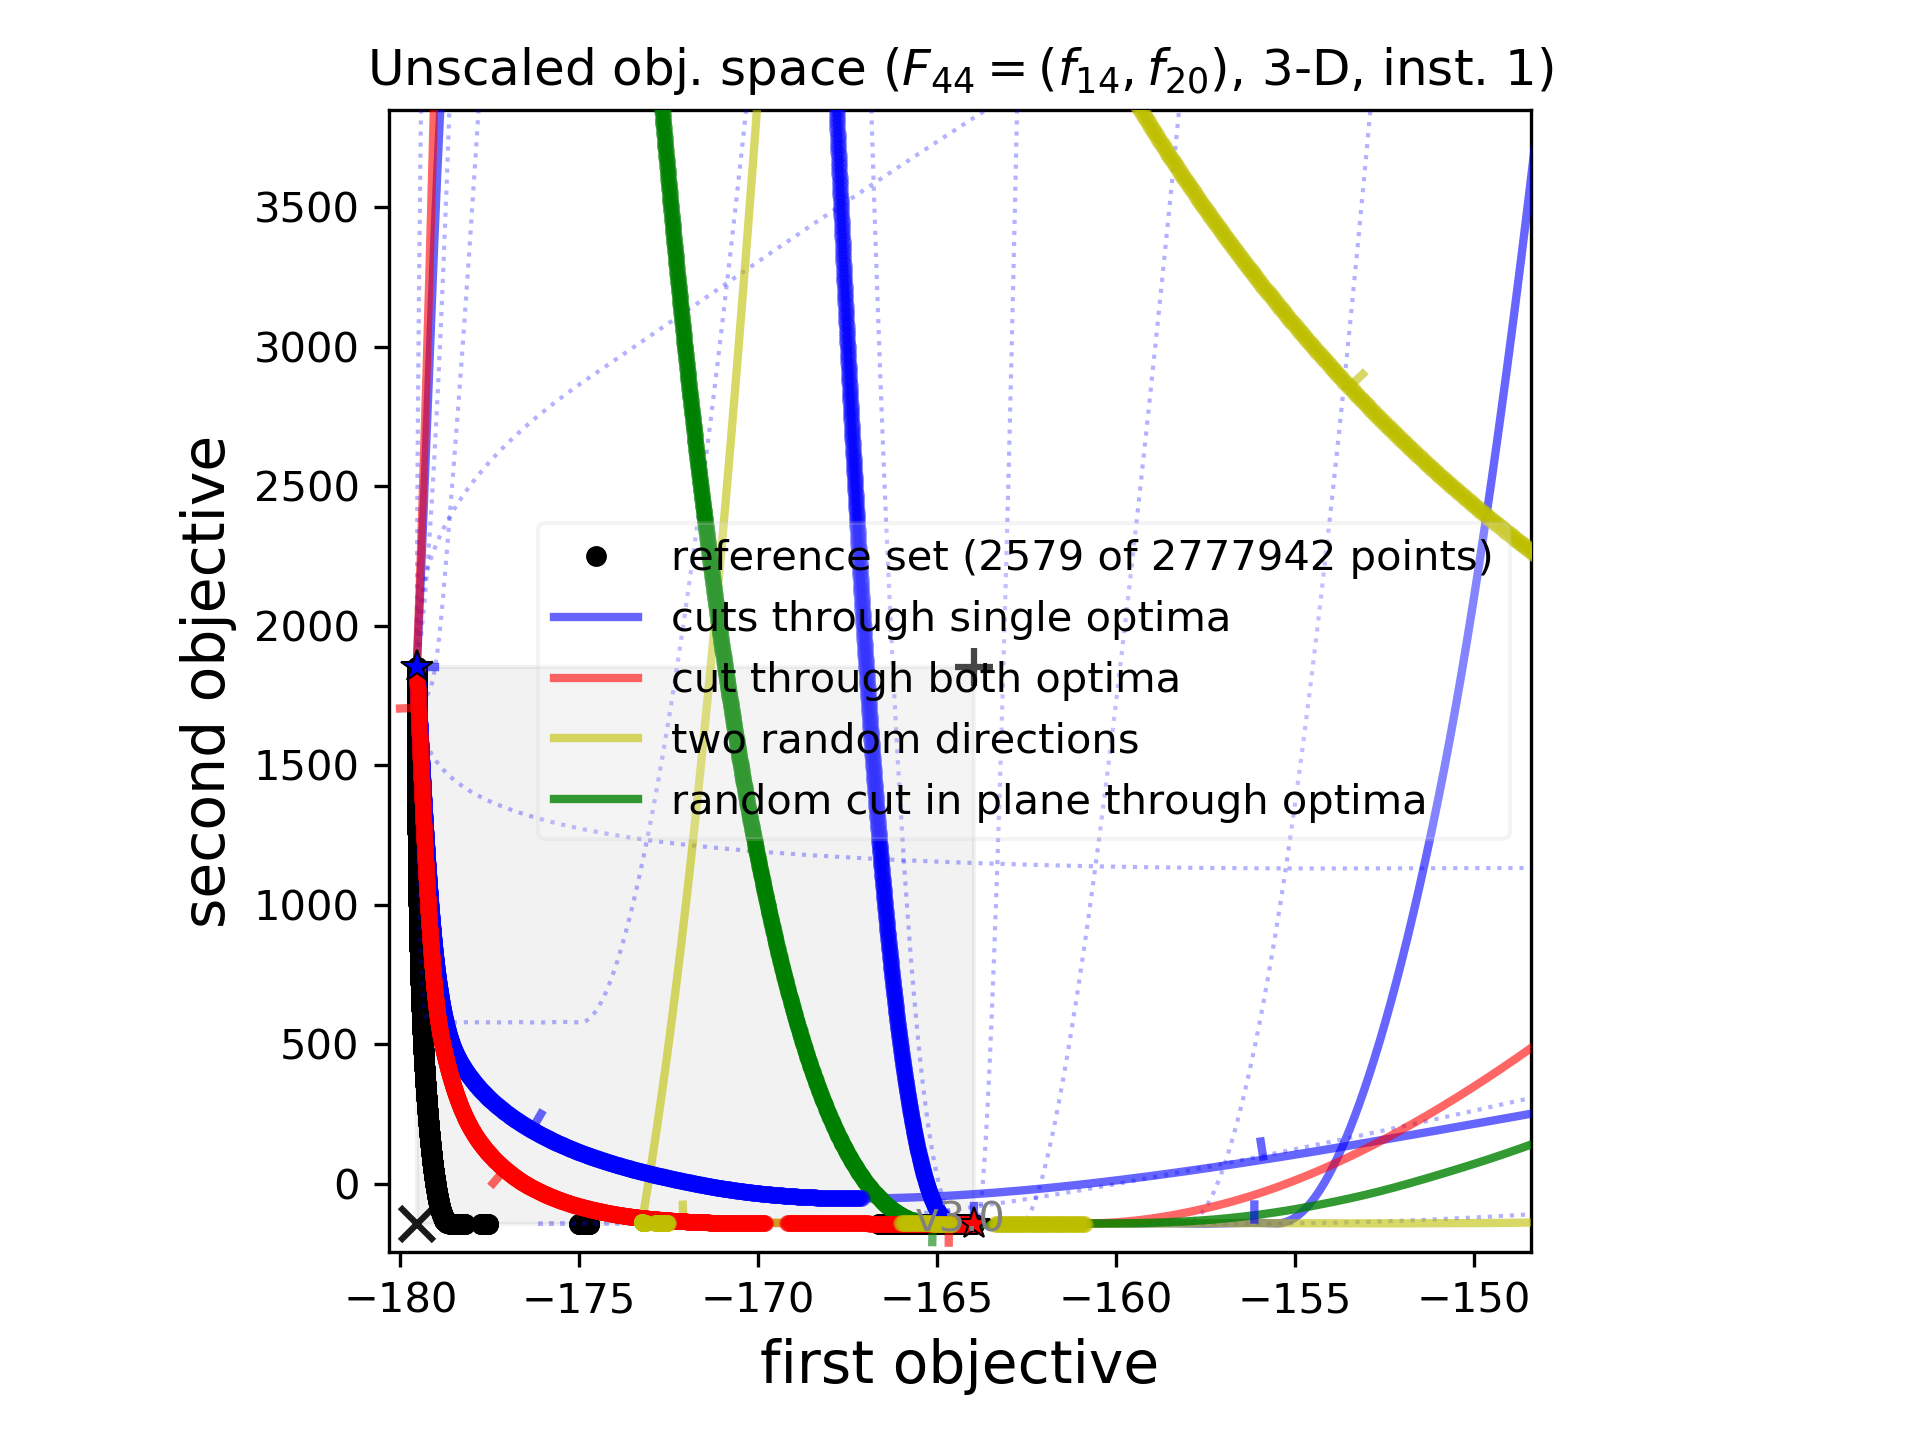 Unscaled obj. space (F44 = (f14, f20), 3-D, inst. 1)
3500
3000
2500
2000
1500
1000
500
0
second objective
reference set (2579 of 2777942 points)
cuts through single optima
cut through both optima
two random directions
random cut in plane through optima
v3.0
−180 −175 −170 −165 −160 −155 −150
first objective